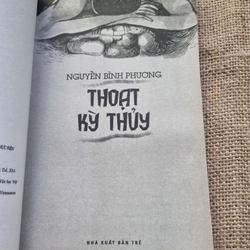 NGUYỄN BÌNH PHƯƠNG
THOẠT
KỲ THỦY
NHÀ XUẤT BẢN TRẺ